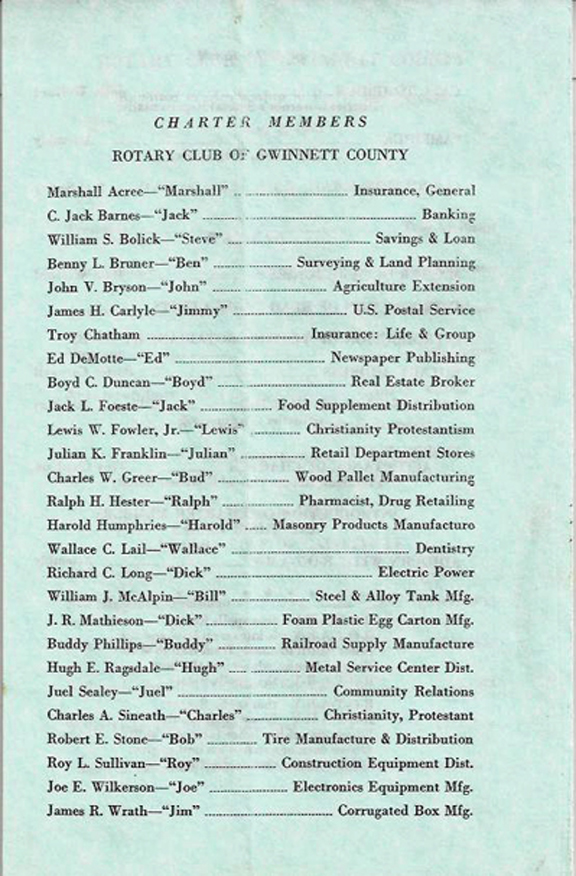 CHARTER MEMBERS
ROTARY CLUB OF GWINNETT COUNTY
Marshall Acree—“Marshall” .. ........................ Insurance, General
C. Jack Barnes—“Jack” ........................ Banking
William S. Bolick—“Steve” ........................ Savings & Loan
Benny L. Bruner—“Ben” ........................ Surveying & Land Planning
John V. Bryson—“John” ........................ Agriculture Extension
James H. Carlyle—“Jimmy” ........................ U.S. Postal Service
Troy Chatham ........................ Insurance: Life & Group
Ed DeMotte—“Ed” ........................ Newspaper Publishing
Boyd C. Duncan—“Boyd” ........................ Real Estate Broker
Jack L. Foeste—“Jack” ................ Food Supplement Distribution
Lewis W. Fowler, Jr.—“Lewis” ............ Christianity Protestantism
Julian K. Franklin—“Julian” ................ Retail Department Stores
Charles W. Greer—“Bud” ................ Wood Pallet Manufacturing
Ralph H. Hester—“Ralph” ................ Pharmacist, Drug Retailing
Harold Humphries—“Harold” ...... Masonry Products Manufacture
Wallace C. Lail—“Wallace” ........................ Dentistry
Richard C. Long—“Dick” ........................ Electric Power
William J. McAlpin—“Bill” ................ Steel & Alloy Tank Mfg.
J. R. Mathieson—“Dick” ................ Foam Plastic Egg Carton Mfg.
Buddy Phillips—“Buddy” ................ Railroad Supply Manufacture
Hugh E. Ragsdale—“Hugh” ................ Metal Service Center Dist.
Juel Sealey—“Juel” ........................ Community Relations
Charles A. Sineath—“Charles” ................ Christianity, Protestant
Robert E. Stone—“Bob” ............ Tire Manufacture & Distribution
Roy L. Sullivan—“Roy” ................ Construction Equipment Dist.
Joe E. Wilkerson—“Joe” ................ Electronics Equipment Mfg.
James R. Wrath—“Jim” ........................ Corrugated Box Mfg.